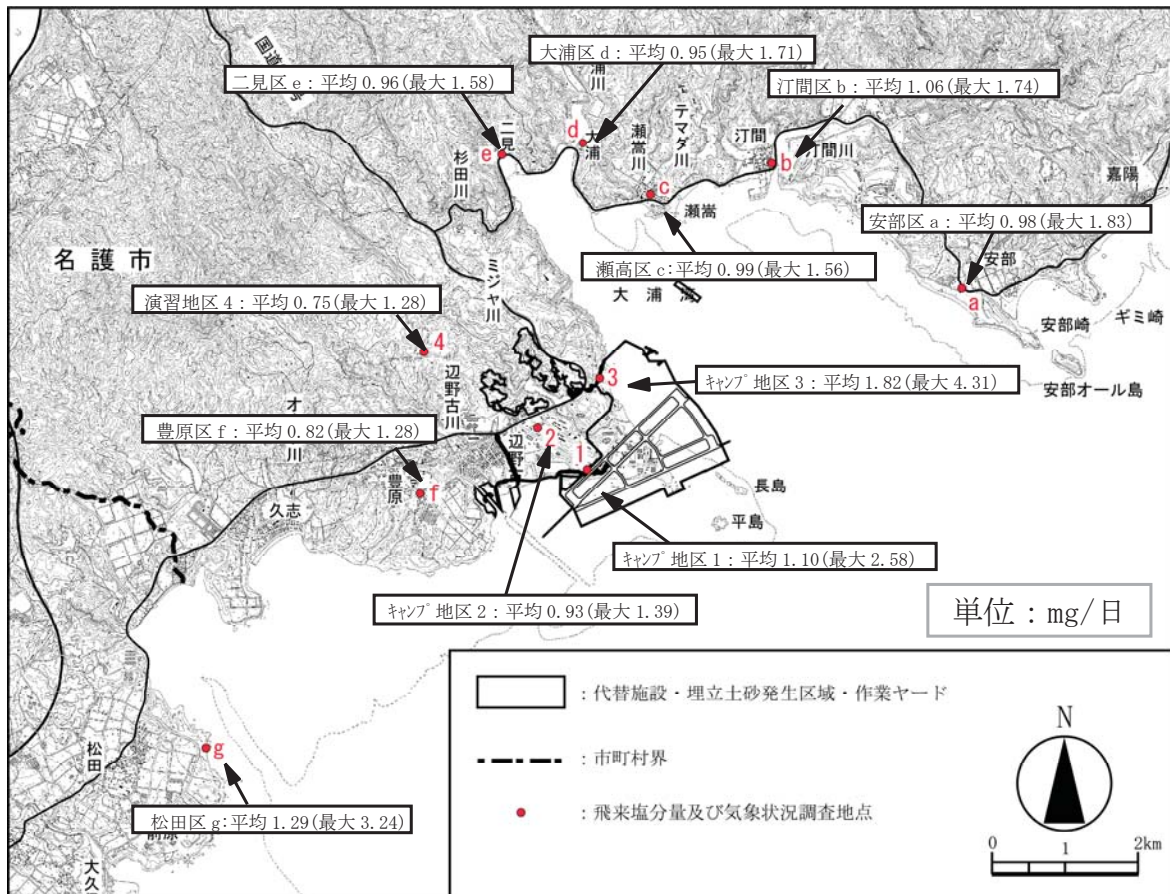 大浦区 d：平均 0.95(最大 1.71)
二見区 e：平均 0.96(最大 1.58)
汀間区 b：平均 1.06(最大 1.74)
国道
浦川
テマダ川
瀬嵩川
汀間
汀間川
嘉陽
二見
e
d
大浦
杉田川
c
瀬嵩
b
安部区 a：平均 0.98(最大 1.83)
名護市
瀬高区 c：平均 0.99(最大 1.56)
大浦湾
安部
a
安部崎
ギミ崎
安部オール島
ミジャ川
演習地区 4：平均 0.75(最大 1.28)
4
辺野古川
3
ｷｬﾝﾌﾟ地区 3：平均 1.82(最大 4.31)
豊原区 f：平均 0.82(最大 1.28)
川
2
1
豊原
f
久志
長島
平島
ｷｬﾝﾌﾟ地区 1：平均 1.10(最大 2.58)
ｷｬﾝﾌﾟ地区 2：平均 0.93(最大 1.39)
単位：mg/日
松田
g
松田区 g：平均 1.29(最大 3.24)
：代替施設・埋立土砂発生区域・作業ヤード
：市町村界
：飛来塩分量及び気象状況調査地点
N
0 1 2km